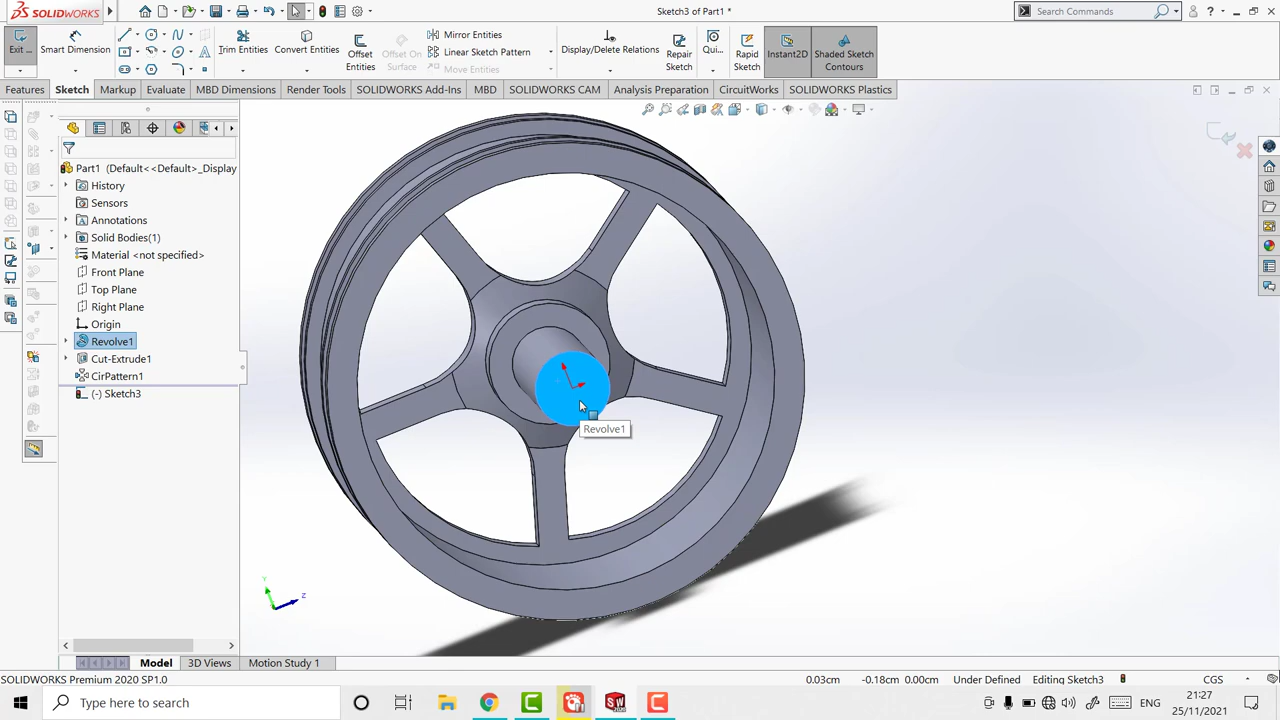 SOLIDWORKS
Sketch3 of Part1 *
Search Commands
Exit ...
Smart Dimension
Trim Entities
Convert Entities
Offset Entities
Offset On Surface
Mirror Entities
Linear Sketch Pattern
Move Entities
Display/Delete Relations
Repair Sketch
Qui...
Rapid Sketch
Instant2D
Shaded Sketch Contours
Features
Sketch
Markup
Evaluate
MBD Dimensions
Render Tools
SOLIDWORKS Add-Ins
MBD
SOLIDWORKS CAM
Analysis Preparation
CircuitWorks
SOLIDWORKS Plastics
Part1 (Default<<Default>_Display
History
Sensors
Annotations
Solid Bodies(1)
Material <not specified>
Front Plane
Top Plane
Right Plane
Origin
Revolve1
Cut-Extrude1
CirPattern1
(-) Sketch3
Revolve1
Y
Z
Model
3D Views
Motion Study 1
SOLIDWORKS Premium 2020 SP1.0
0.03cm
-0.18cm
0.00cm
Under Defined
Editing Sketch3
CGS
Type here to search
ENG
21:27
25/11/2021